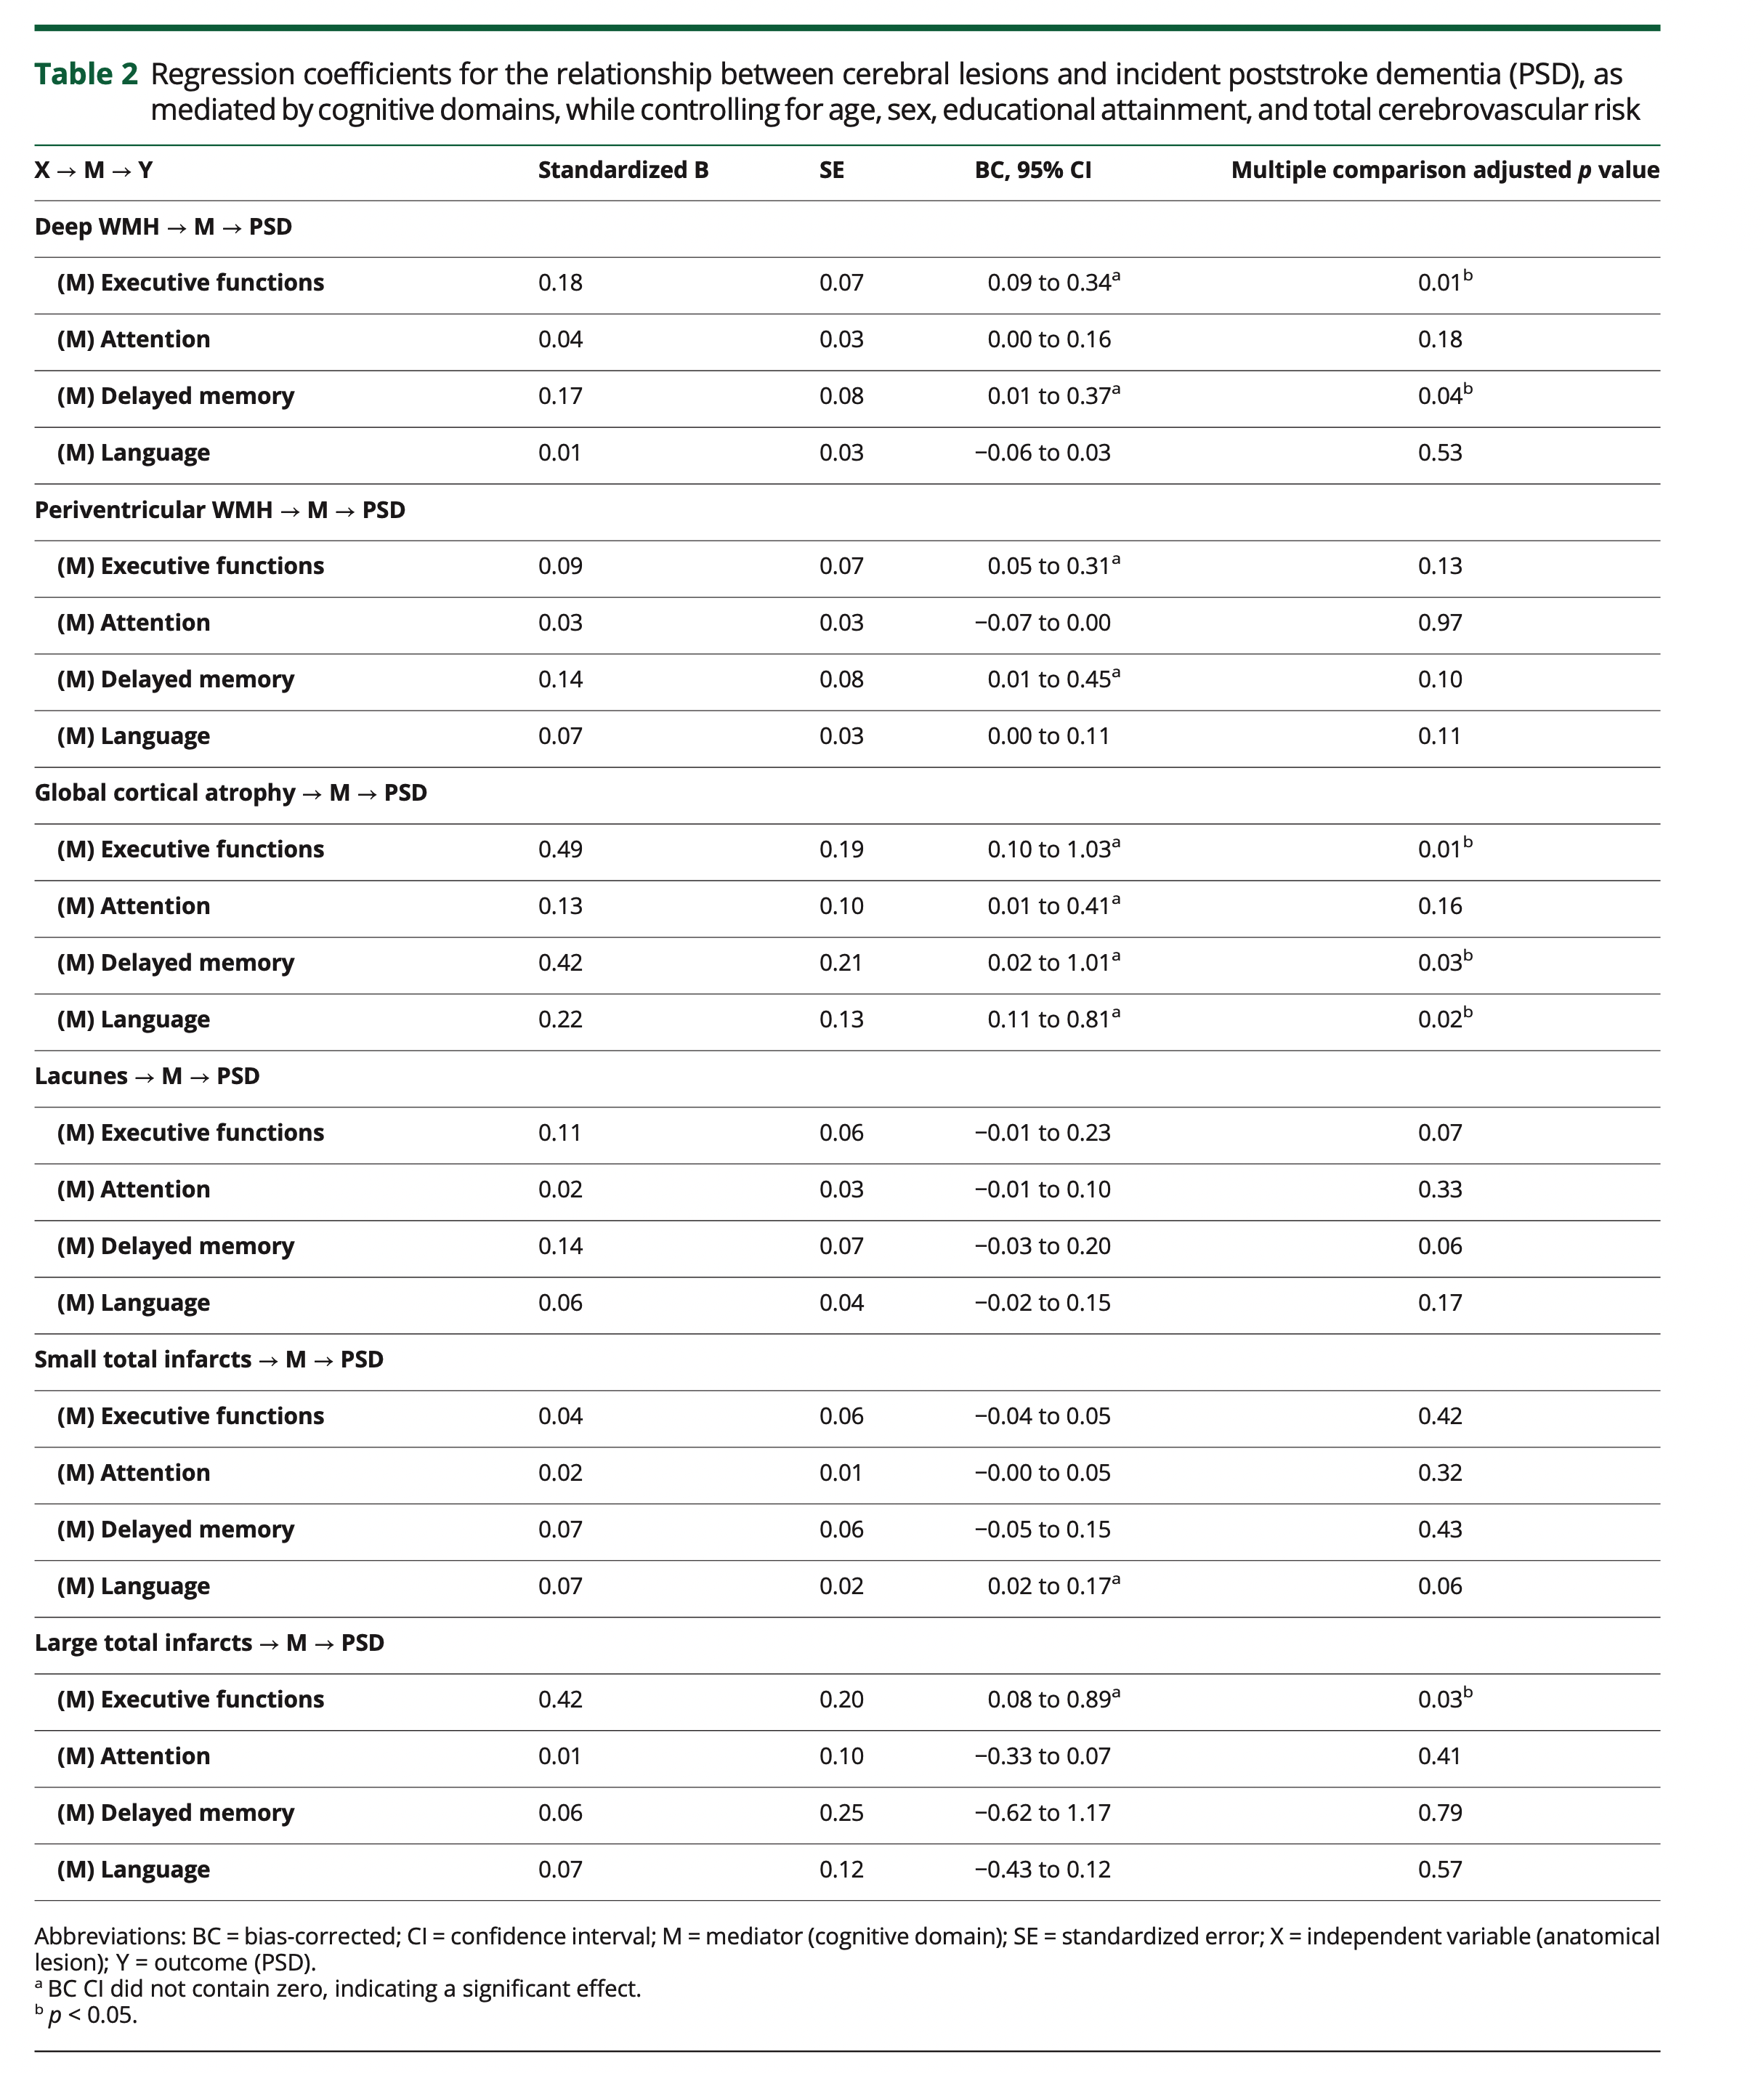 Table 2 Regression coefficients for the relationship between cerebral lesions and incident poststroke dementia (PSD), as
mediated by cognitive domains, while controlling for age, sex, educational attainment, and total cerebrovascular risk
X → M → Y Standardized B SE BC, 95% CI Multiple comparison adjusted p value
Deep WMH → M → PSD
(M) Executive functions 0.18 0.07 0.09 to 0.34ᵃ 0.01ᵇ
(M) Attention 0.04 0.03 0.00 to 0.16 0.18
(M) Delayed memory 0.17 0.08 0.01 to 0.37ᵃ 0.04ᵇ
(M) Language 0.01 0.03 −0.06 to 0.03 0.53
Periventricular WMH → M → PSD
(M) Executive functions 0.09 0.07 0.05 to 0.31ᵃ 0.13
(M) Attention 0.03 0.03 −0.07 to 0.00 0.97
(M) Delayed memory 0.14 0.08 0.01 to 0.45ᵃ 0.10
(M) Language 0.07 0.03 0.00 to 0.11 0.11
Global cortical atrophy → M → PSD
(M) Executive functions 0.49 0.19 0.10 to 1.03ᵃ 0.01ᵇ
(M) Attention 0.13 0.10 0.01 to 0.41ᵃ 0.16
(M) Delayed memory 0.42 0.21 0.02 to 1.01ᵃ 0.03ᵇ
(M) Language 0.22 0.13 0.11 to 0.81ᵃ 0.02ᵇ
Lacunes → M → PSD
(M) Executive functions 0.11 0.06 −0.01 to 0.23 0.07
(M) Attention 0.02 0.03 −0.01 to 0.10 0.33
(M) Delayed memory 0.14 0.07 −0.03 to 0.20 0.06
(M) Language 0.06 0.04 −0.02 to 0.15 0.17
Small total infarcts → M → PSD
(M) Executive functions 0.04 0.06 −0.04 to 0.05 0.42
(M) Attention 0.02 0.01 −0.00 to 0.05 0.32
(M) Delayed memory 0.07 0.06 −0.05 to 0.15 0.43
(M) Language 0.07 0.02 0.02 to 0.17ᵃ 0.06
Large total infarcts → M → PSD
(M) Executive functions 0.42 0.20 0.08 to 0.89ᵃ 0.03ᵇ
(M) Attention 0.01 0.10 −0.33 to 0.07 0.41
(M) Delayed memory 0.06 0.25 −0.62 to 1.17 0.79
(M) Language 0.07 0.12 −0.43 to 0.12 0.57
Abbreviations: BC = bias-corrected; CI = confidence interval; M = mediator (cognitive domain); SE = standardized error; X = independent variable (anatomical
lesion); Y = outcome (PSD).
ᵃ BC CI did not contain zero, indicating a significant effect.
ᵇ p < 0.05.